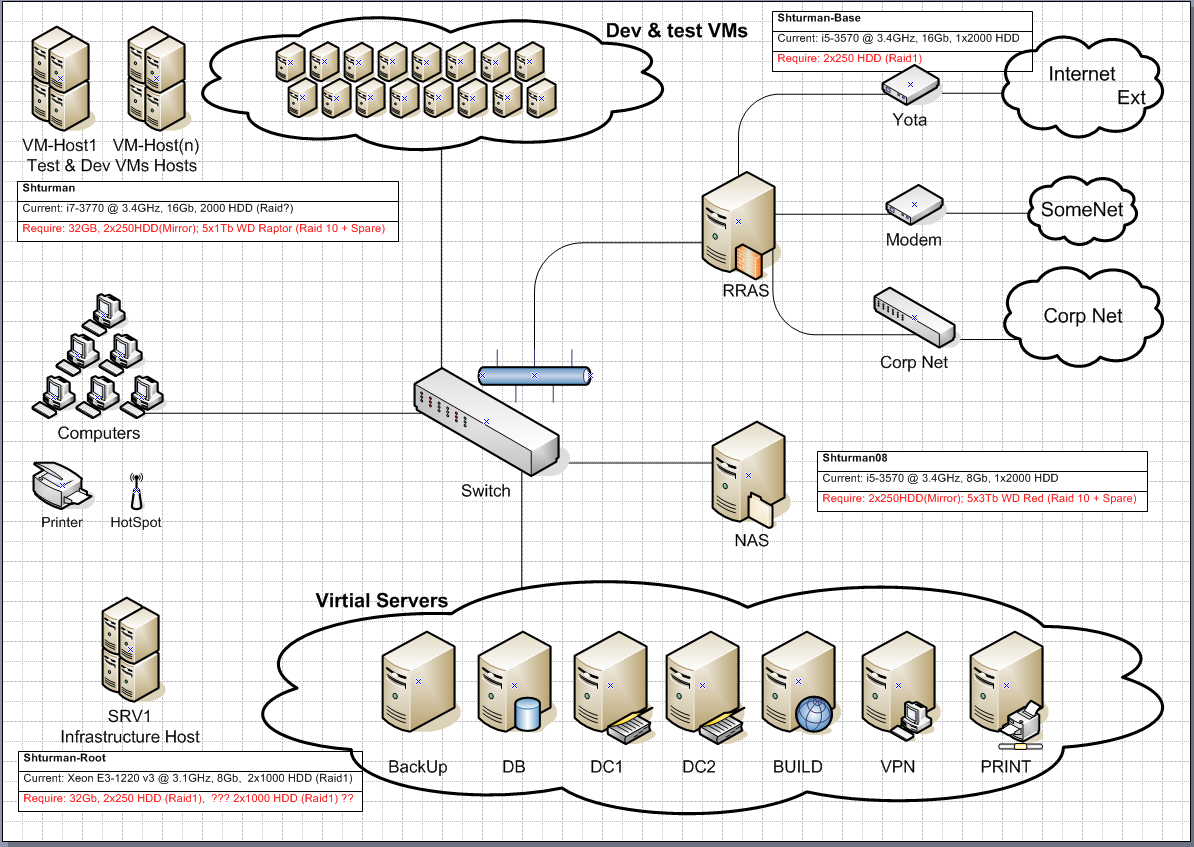 Dev & test VMs
Shturman-Base
Current: i5-3570 @ 3.4GHz, 16Gb, 1x2000 HDD
Require: 2x250 HDD (Raid1)
Internet
Ext
Yota
VM-Host1 VM-Host(n)
Test & Dev VMs Hosts
Shturman
Current: i7-3770 @ 3.4GHz, 16Gb, 2000 HDD (Raid?)
Require: 32GB, 2x250HDD(Mirror); 5x1Tb WD Raptor (Raid 10 + Spare)
SomeNet
Modem
RRAS
Corp Net
Corp Net
Computers
Switch
Printer
HotSpot
NAS
Shturman08
Current: i5-3570 @ 3.4GHz, 8Gb, 1x2000 HDD
Require: 2x250HDD(Mirror); 5x3Tb WD Red (Raid 10 + Spare)
Virtial Servers
SRV1
Infrastructure Host
Shturman-Root
Current: Xeon E3-1220 v3 @ 3.1GHz, 8Gb, 2x1000 HDD (Raid1)
Require: 32Gb, 2x250 HDD (Raid1), ??? 2x1000 HDD (Raid1) ??
BackUp
DB
DC1
DC2
BUILD
VPN
PRINT